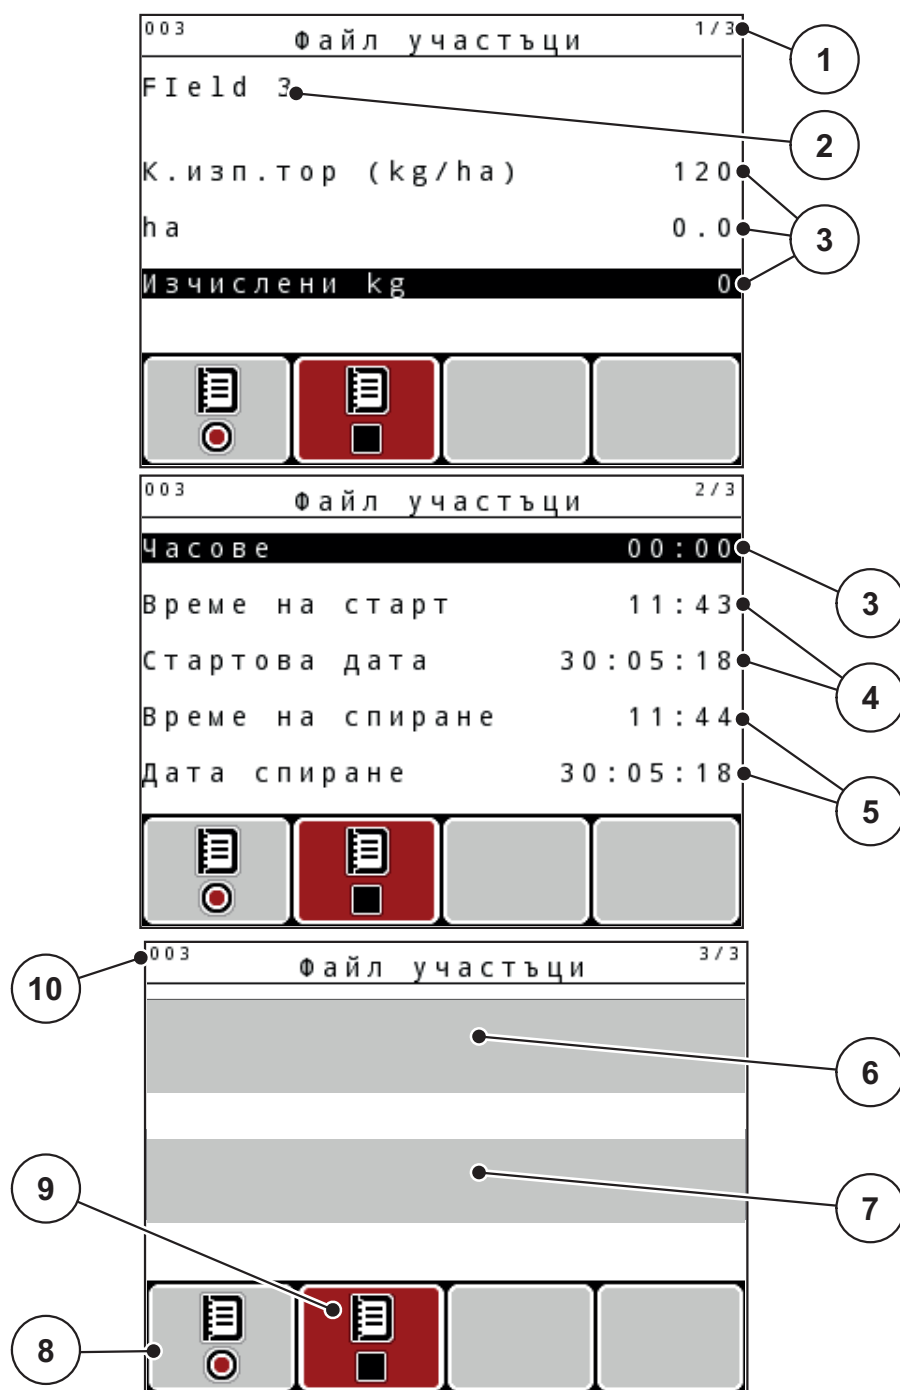 003 Файл участъци 1/3
1
FIeld 3
2
К.изп.тор (kg/ha) 120
ha 0.0
3
Изчислени kg 0
003 Файл участъци 2/3
Часове 00:00
3
Време на старт 11:43
Стартова дата 30:05:18
4
Време на спиране 11:44
Дата спиране 30:05:18
5
003 Файл участъци 3/3
10
6
9
7
8